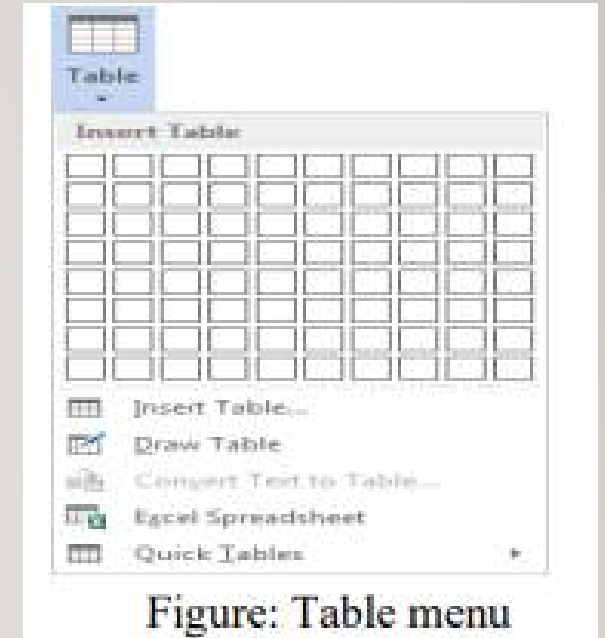 Table
Insert Table
Insert Table...
Draw Table
Convert Text to Table...
Excel Spreadsheet
Quick Tables
Figure: Table menu